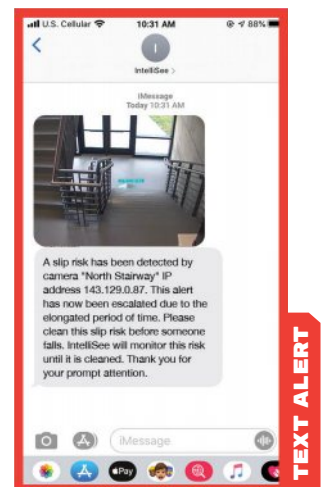 U.S. Cellular 10:31 AM 88%
I
IntelliSee >
iMessage
Today 10:31 AM
A slip risk has been detected by
camera "North Stairway" IP
address 143.129.0.87. This alert
has now been escalated due to the
elongated period of time. Please
clean this slip risk before someone
falls. IntelliSee will monitor this risk
until it is cleaned. Thank you for
your prompt attention.
iMessage
Pay
TEXT ALERT